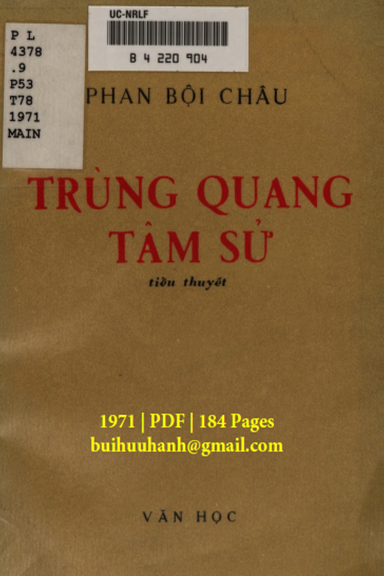 UC-NRLF
B 4 220 904
P L
4378
.9
P53
T78
1971
MAIN
PHAN BỘI CHÂU
TRÙNG QUANG
TÂM SỬ
tiểu thuyết
1971 | PDF | 184 Pages
buihuuhanh@gmail.com
VĂN HỌC